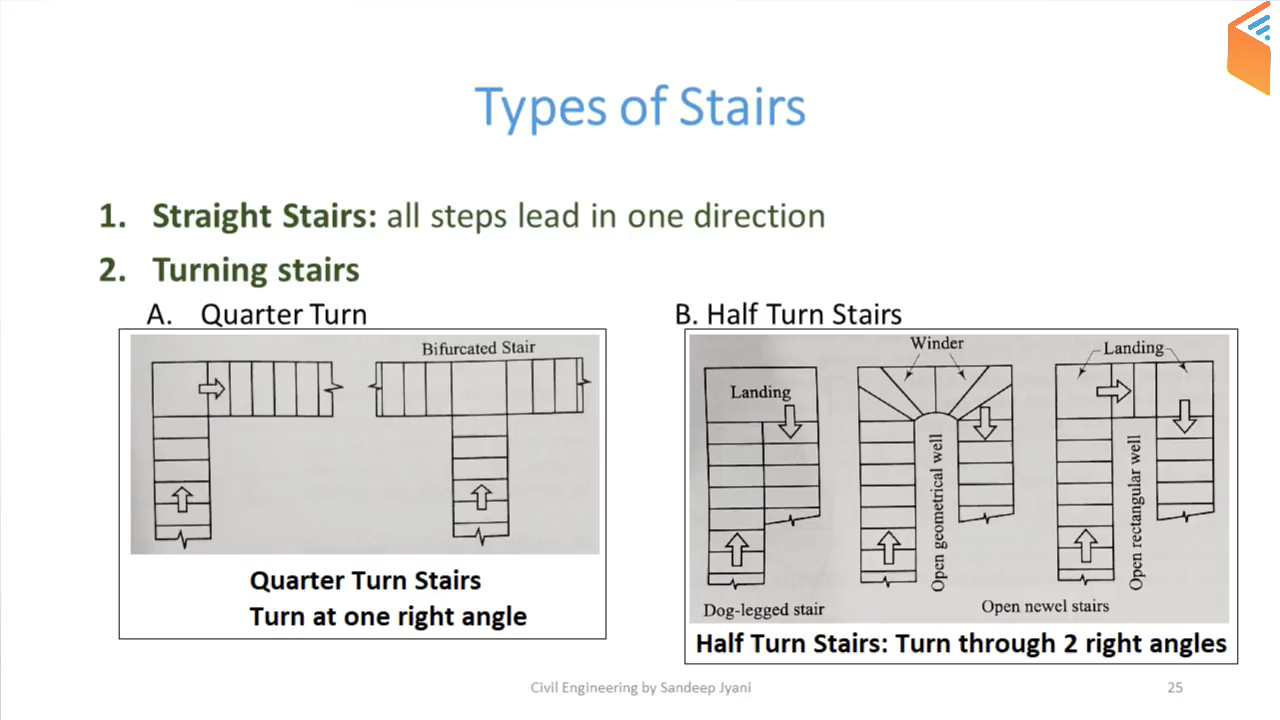 Types of Stairs
1. Straight Stairs: all steps lead in one direction
2. Turning stairs
A. Quarter Turn
Bifurcated Stair
Quarter Turn Stairs
Turn at one right angle
B. Half Turn Stairs
Winder
Landing
Landing
Open geometrical well
Open rectangular well
Dog-legged stair
Open newel stairs
Half Turn Stairs: Turn through 2 right angles
Civil Engineering by Sandeep Jyani
25